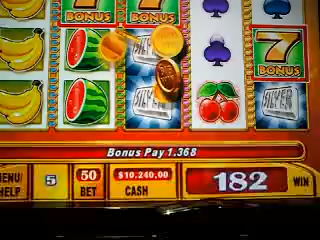 7
BONUS
7
BONUS
SILVER
SILVER
Bonus Pay 1.368
MENU/
HELP
5
50
BET
$10,240.00
CASH
182
WIN